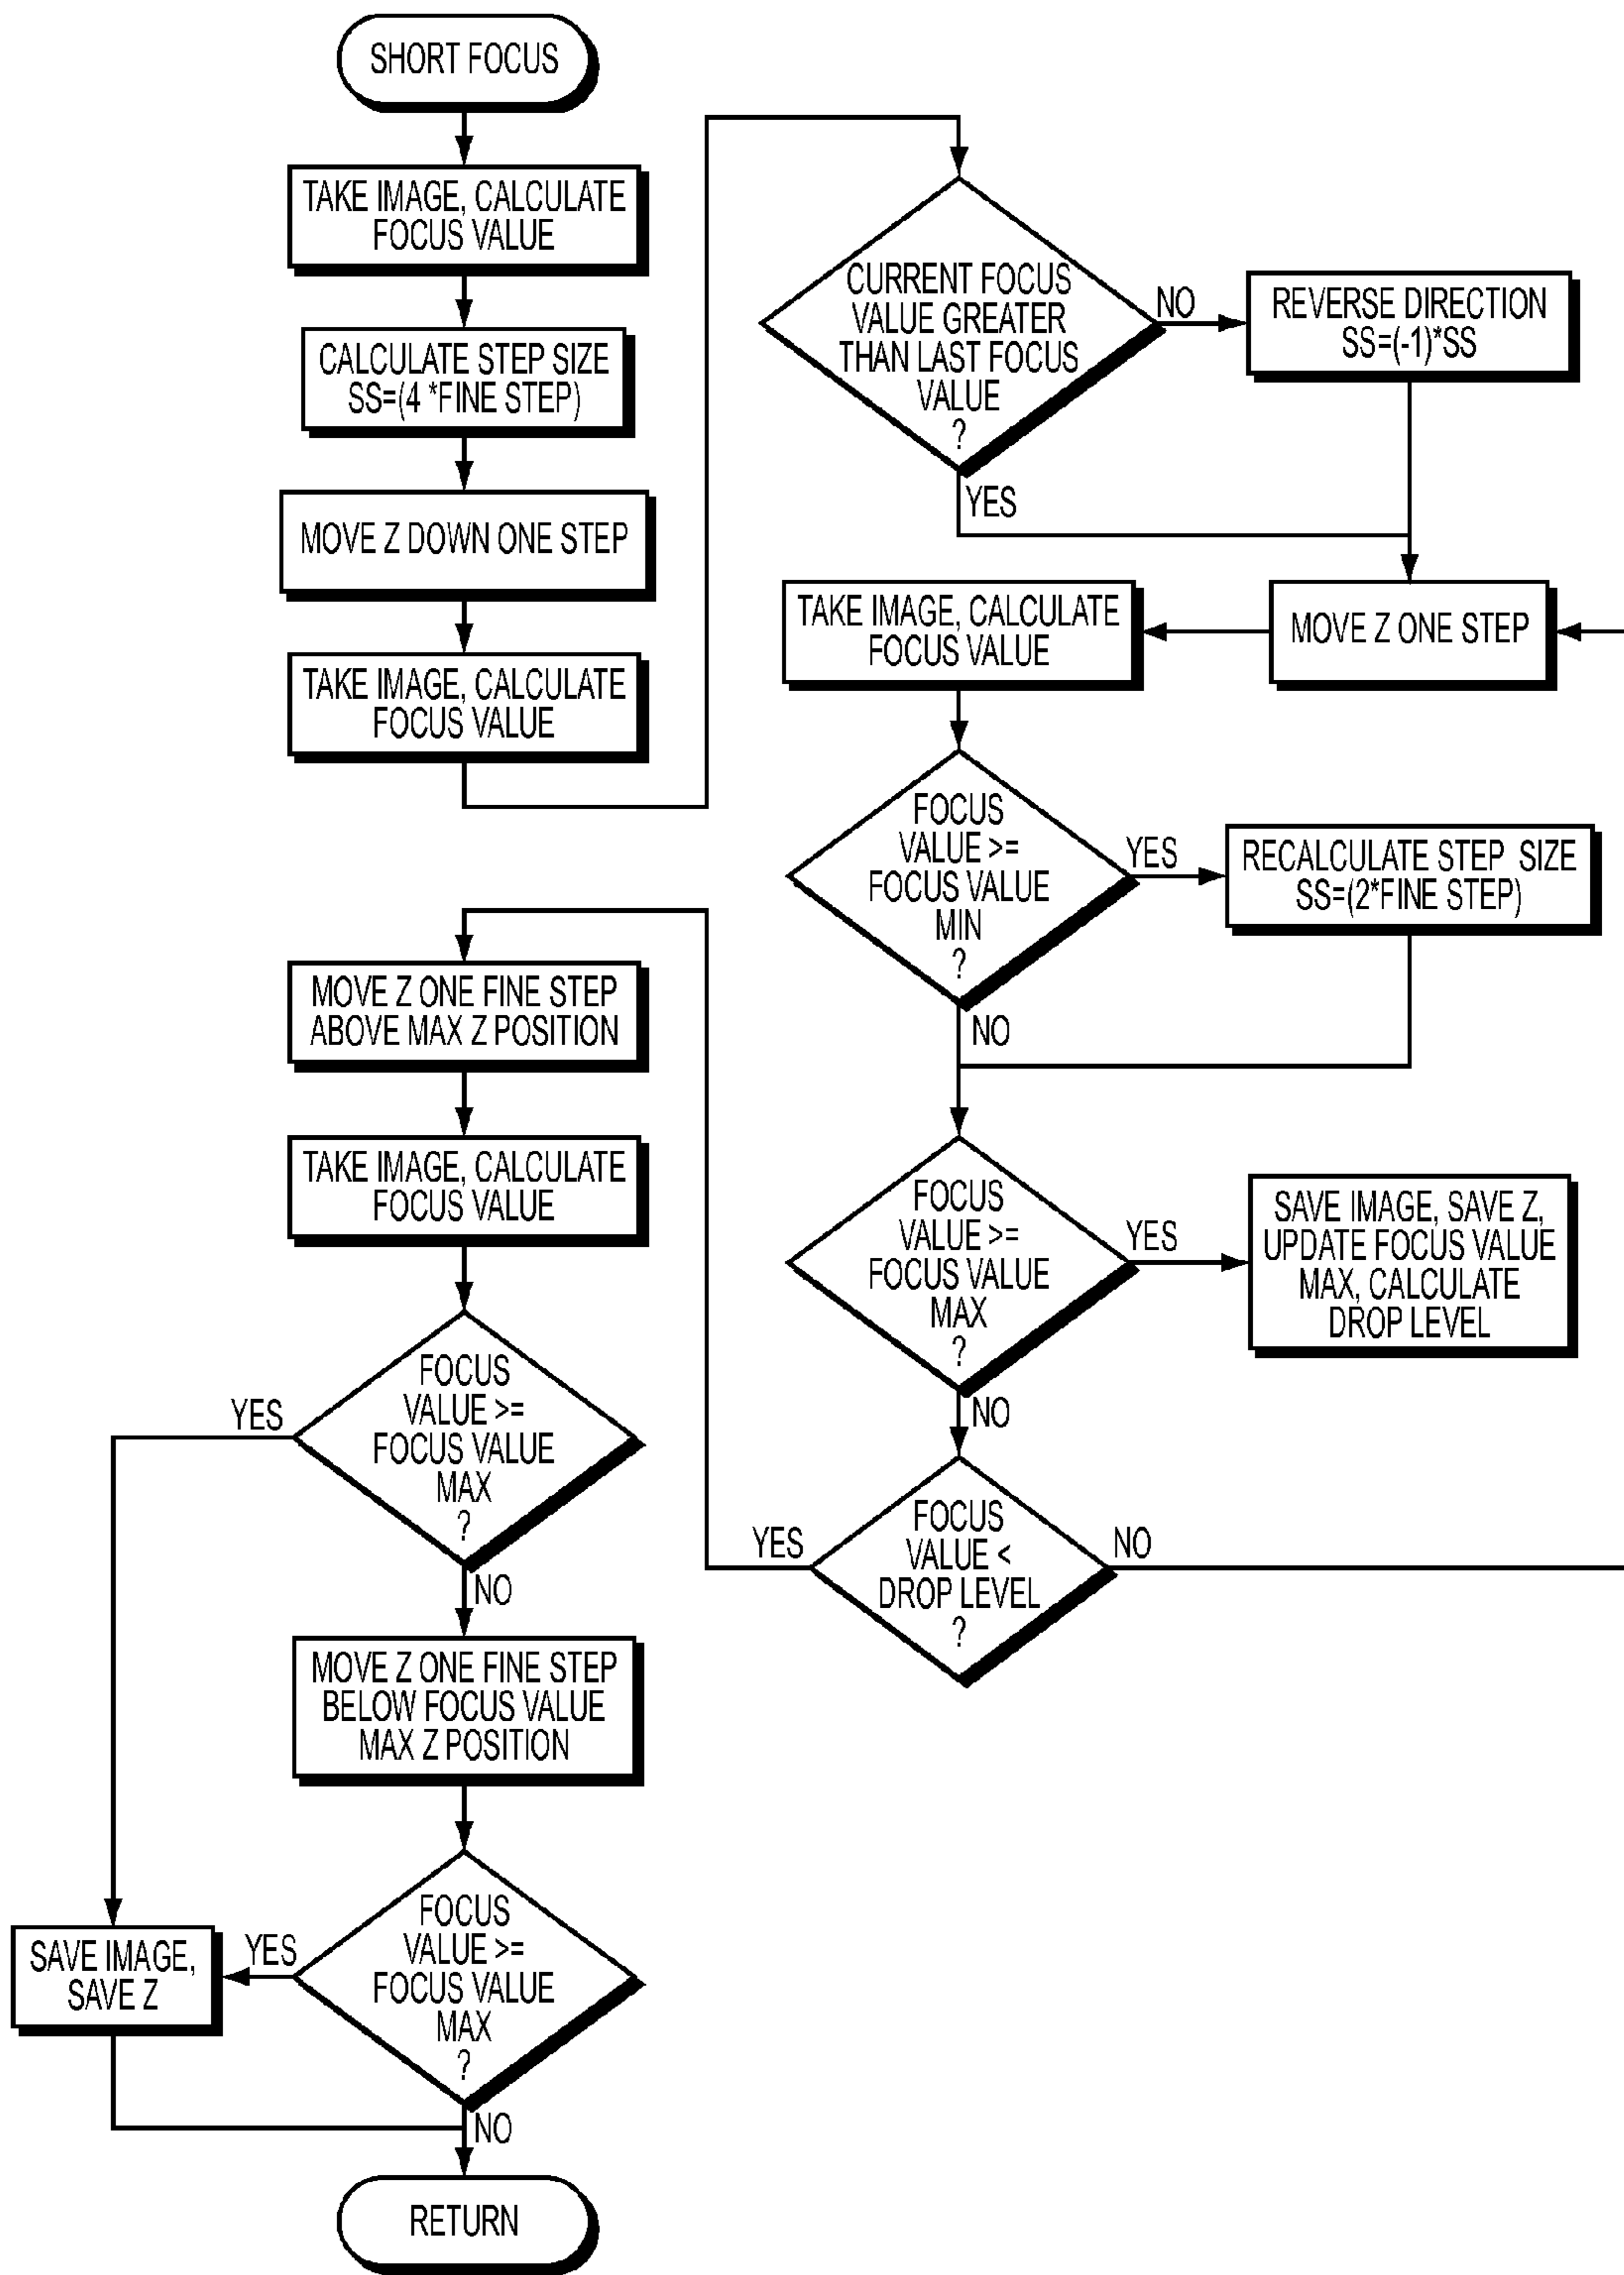 SHORT FOCUS
TAKE IMAGE, CALCULATE
FOCUS VALUE
CALCULATE STEP SIZE
SS=(4 *FINE STEP)
MOVE Z DOWN ONE STEP
TAKE IMAGE, CALCULATE
FOCUS VALUE
CURRENT FOCUS
VALUE GREATER
THAN LAST FOCUS
VALUE
?
NO
REVERSE DIRECTION
SS=(-1)*SS
YES
MOVE Z ONE STEP
TAKE IMAGE, CALCULATE
FOCUS VALUE
FOCUS
VALUE >=
FOCUS VALUE
MIN
?
YES
RECALCULATE STEP SIZE
SS=(2*FINE STEP)
NO
FOCUS
VALUE >=
FOCUS VALUE
MAX
?
YES
SAVE IMAGE, SAVE Z,
UPDATE FOCUS VALUE
MAX, CALCULATE
DROP LEVEL
NO
FOCUS
VALUE <
DROP LEVEL
?
NO
YES
MOVE Z ONE FINE STEP
ABOVE MAX Z POSITION
TAKE IMAGE, CALCULATE
FOCUS VALUE
FOCUS
VALUE >=
FOCUS VALUE
MAX
?
YES
NO
MOVE Z ONE FINE STEP
BELOW FOCUS VALUE
MAX Z POSITION
FOCUS
VALUE >=
FOCUS VALUE
MAX
?
YES
SAVE IMAGE,
SAVE Z
NO
RETURN